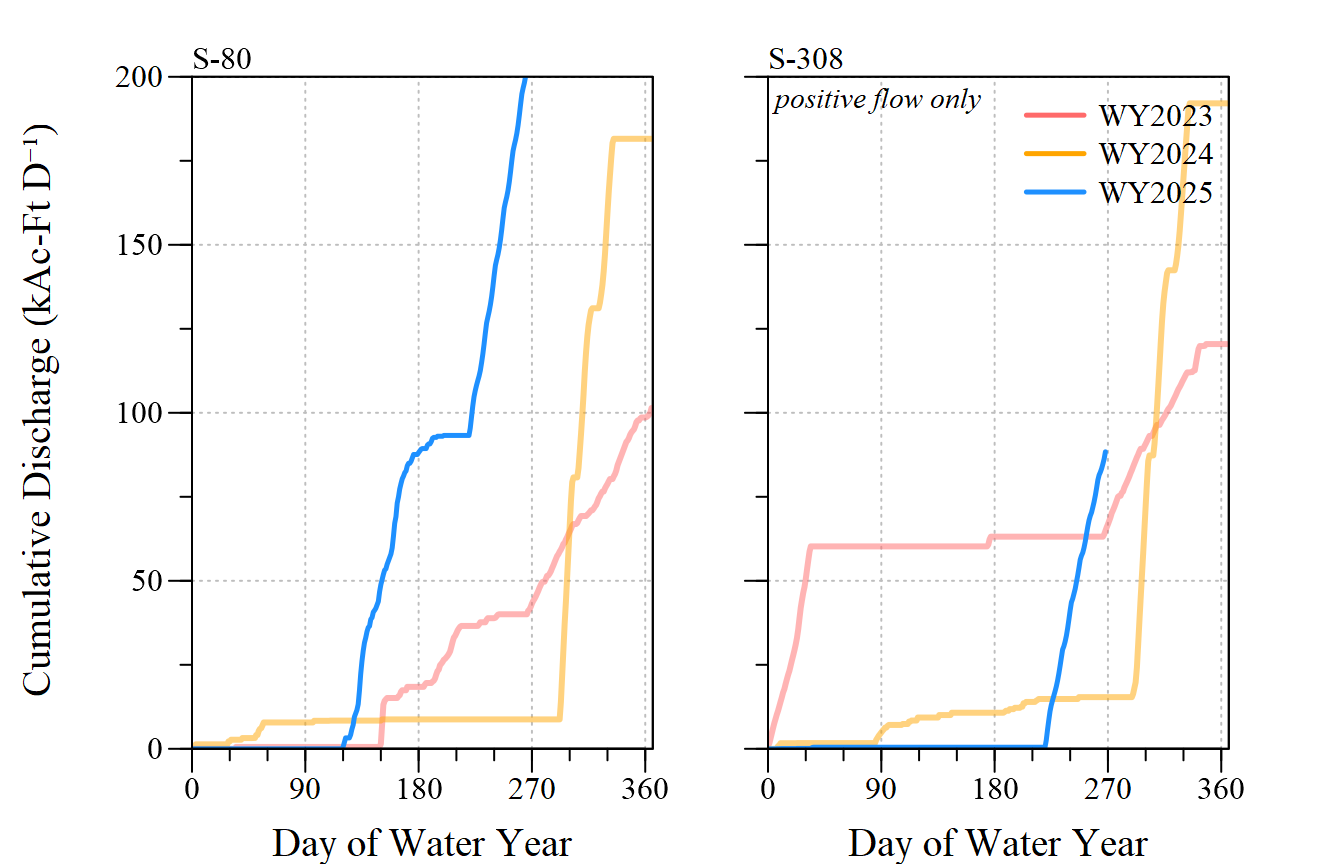 S-80
S-308
200
150
100
50
0
Cumulative Discharge (kAc-Ft D⁻¹)
positive flow only
WY2023
WY2024
WY2025
0 90 180 270 360
0 90 180 270 360
Day of Water Year
Day of Water Year